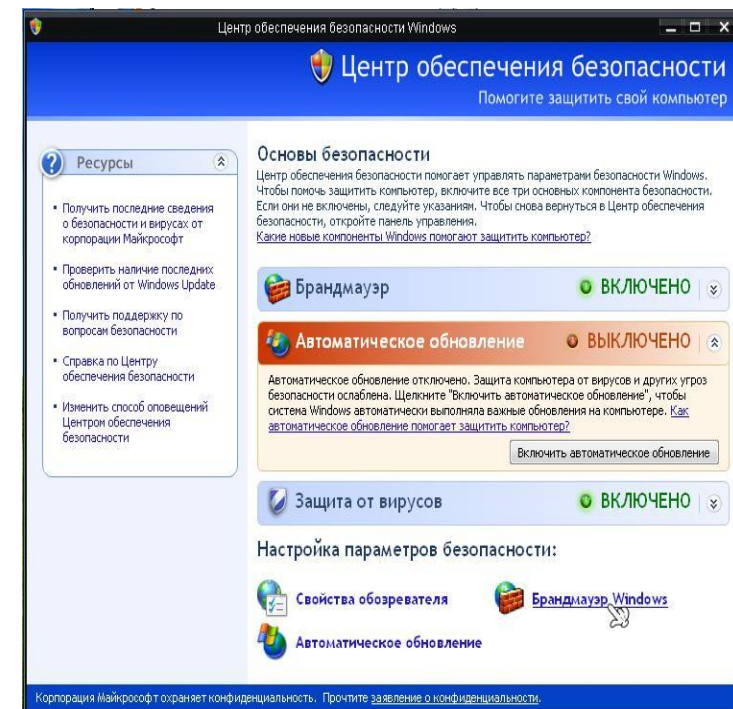 Центр обеспечения безопасности Windows
Центр обеспечения безопасности
Помогите защитить свой компьютер
Ресурсы
Получить последние сведения
о безопасности и вирусах от
корпорации Майкрософт
Проверить наличие последних
обновлений от Windows Update
Получить поддержку по
вопросам безопасности
Справка по Центру
обеспечения безопасности
Изменить способ оповещений
Центром обеспечения
безопасности
Основы безопасности
Центр обеспечения безопасности помогает управлять параметрами безопасности Windows.
Чтобы помочь защитить компьютер, включите все три основных компонента безопасности.
Если они не включены, следуйте указаниям. Чтобы снова вернуться в Центр обеспечения
безопасности, откройте панель управления.
Какие новые компоненты Windows помогают защитить компьютер?
Брандмауэр ВКЛЮЧЕНО
Автоматическое обновление ВЫКЛЮЧЕНО
Автоматическое обновление отключено. Защита компьютера от вирусов и других угроз
безопасности ослаблена. Щелкните "Включить автоматическое обновление", чтобы
система Windows автоматически выполняла важные обновления на компьютере. Как
автоматическое обновление помогает защитить компьютер?
Включить автоматическое обновление
Защита от вирусов ВКЛЮЧЕНО
Настройка параметров безопасности:
Свойства обозревателя
Брандмауэр Windows
Автоматическое обновление
Корпорация Майкрософт охраняет конфиденциальность. Прочтите заявление о конфиденциальности.